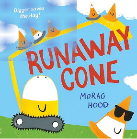 Digger saves
the day!
RUNAWAY
CONE
MORAG
HOOD